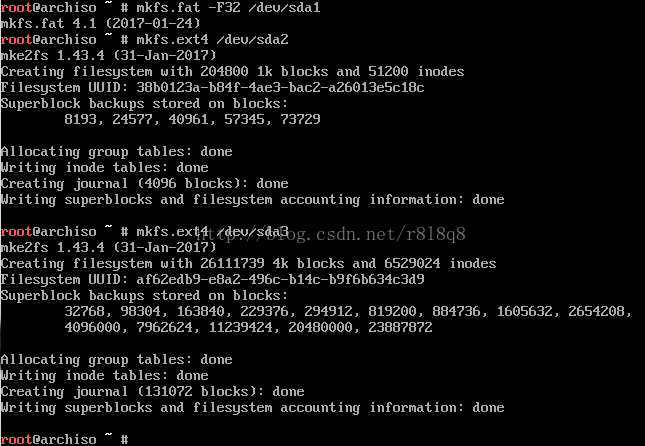 root@archiso ~ # mkfs.fat -F32 /dev/sda1
mkfs.fat 4.1 (2017-01-24)
root@archiso ~ # mkfs.ext4 /dev/sda2
mke2fs 1.43.4 (31-Jan-2017)
Creating filesystem with 204800 1k blocks and 51200 inodes
Filesystem UUID: 38b0123a-b84f-4ae3-bac2-a26013e5c18c
Superblock backups stored on blocks:
8193, 24577, 40961, 57345, 73729
Allocating group tables: done
Writing inode tables: done
Creating journal (4096 blocks): done
Writing superblocks and filesystem accounting information: done
root@archiso ~ # mkfs.ext4 /dev/sda3
http://blog.csdn.net/r8l8q8
mke2fs 1.43.4 (31-Jan-2017)
Creating filesystem with 26111739 4k blocks and 6529024 inodes
Filesystem UUID: af62edb9-e8a2-496c-b14c-b9f6b634c3d9
Superblock backups stored on blocks:
32768, 98304, 163840, 229376, 294912, 819200, 884736, 1605632, 2654208,
4096000, 7962624, 11239424, 20480000, 23887872
Allocating group tables: done
Writing inode tables: done
Creating journal (131072 blocks): done
Writing superblocks and filesystem accounting information: done
root@archiso ~ #